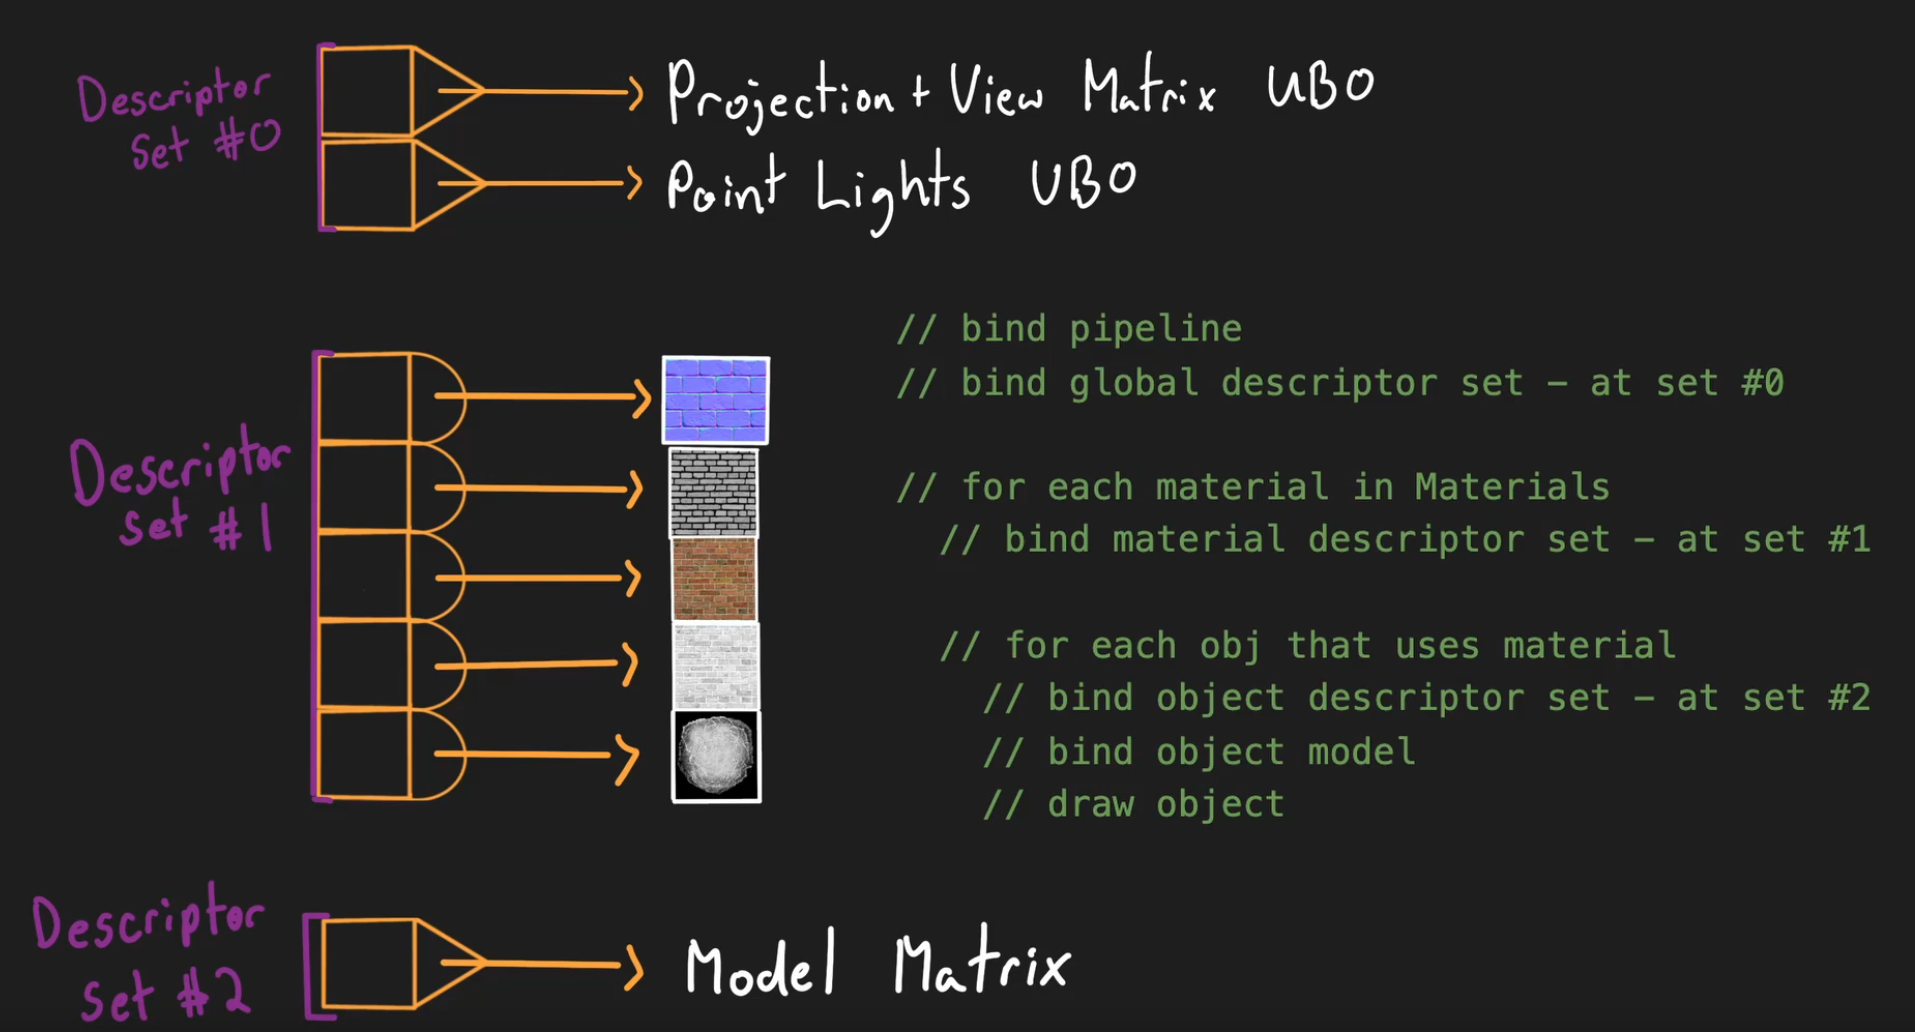 Descriptor
Set #0
Projection + View Matrix UBO
Point Lights UBO
Descriptor
Set #1
// bind pipeline
// bind global descriptor set – at set #0
// for each material in Materials
// bind material descriptor set – at set #1
// for each obj that uses material
// bind object descriptor set – at set #2
// bind object model
// draw object
Descriptor
Set #2
Model Matrix